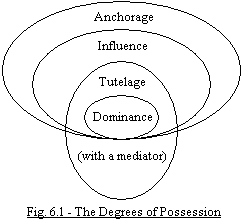 Anchorage
Influence
Tutelage
Dominance
(with a mediator)
Fig. 6.1 - The Degrees of Possession